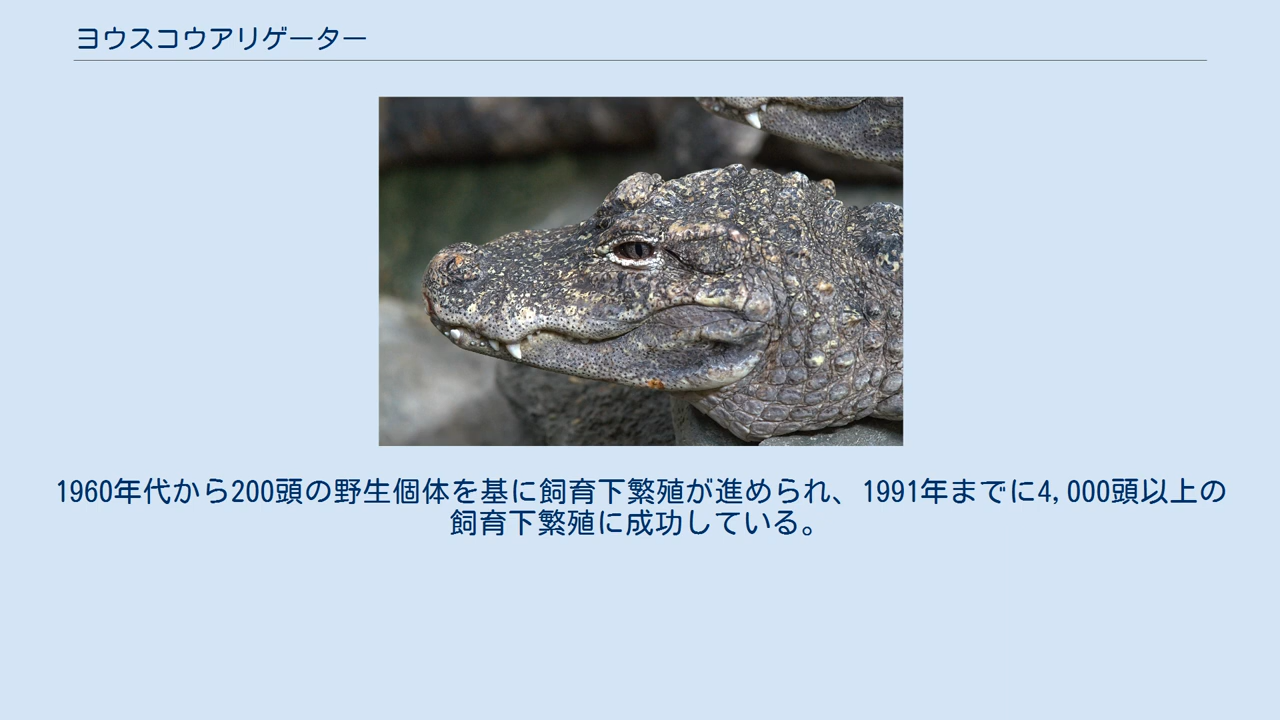 ヨウスコウアリゲーター
1960年代から200頭の野生個体を基に飼育下繁殖が進められ、1991年までに4,000頭以上の
飼育下繁殖に成功している。